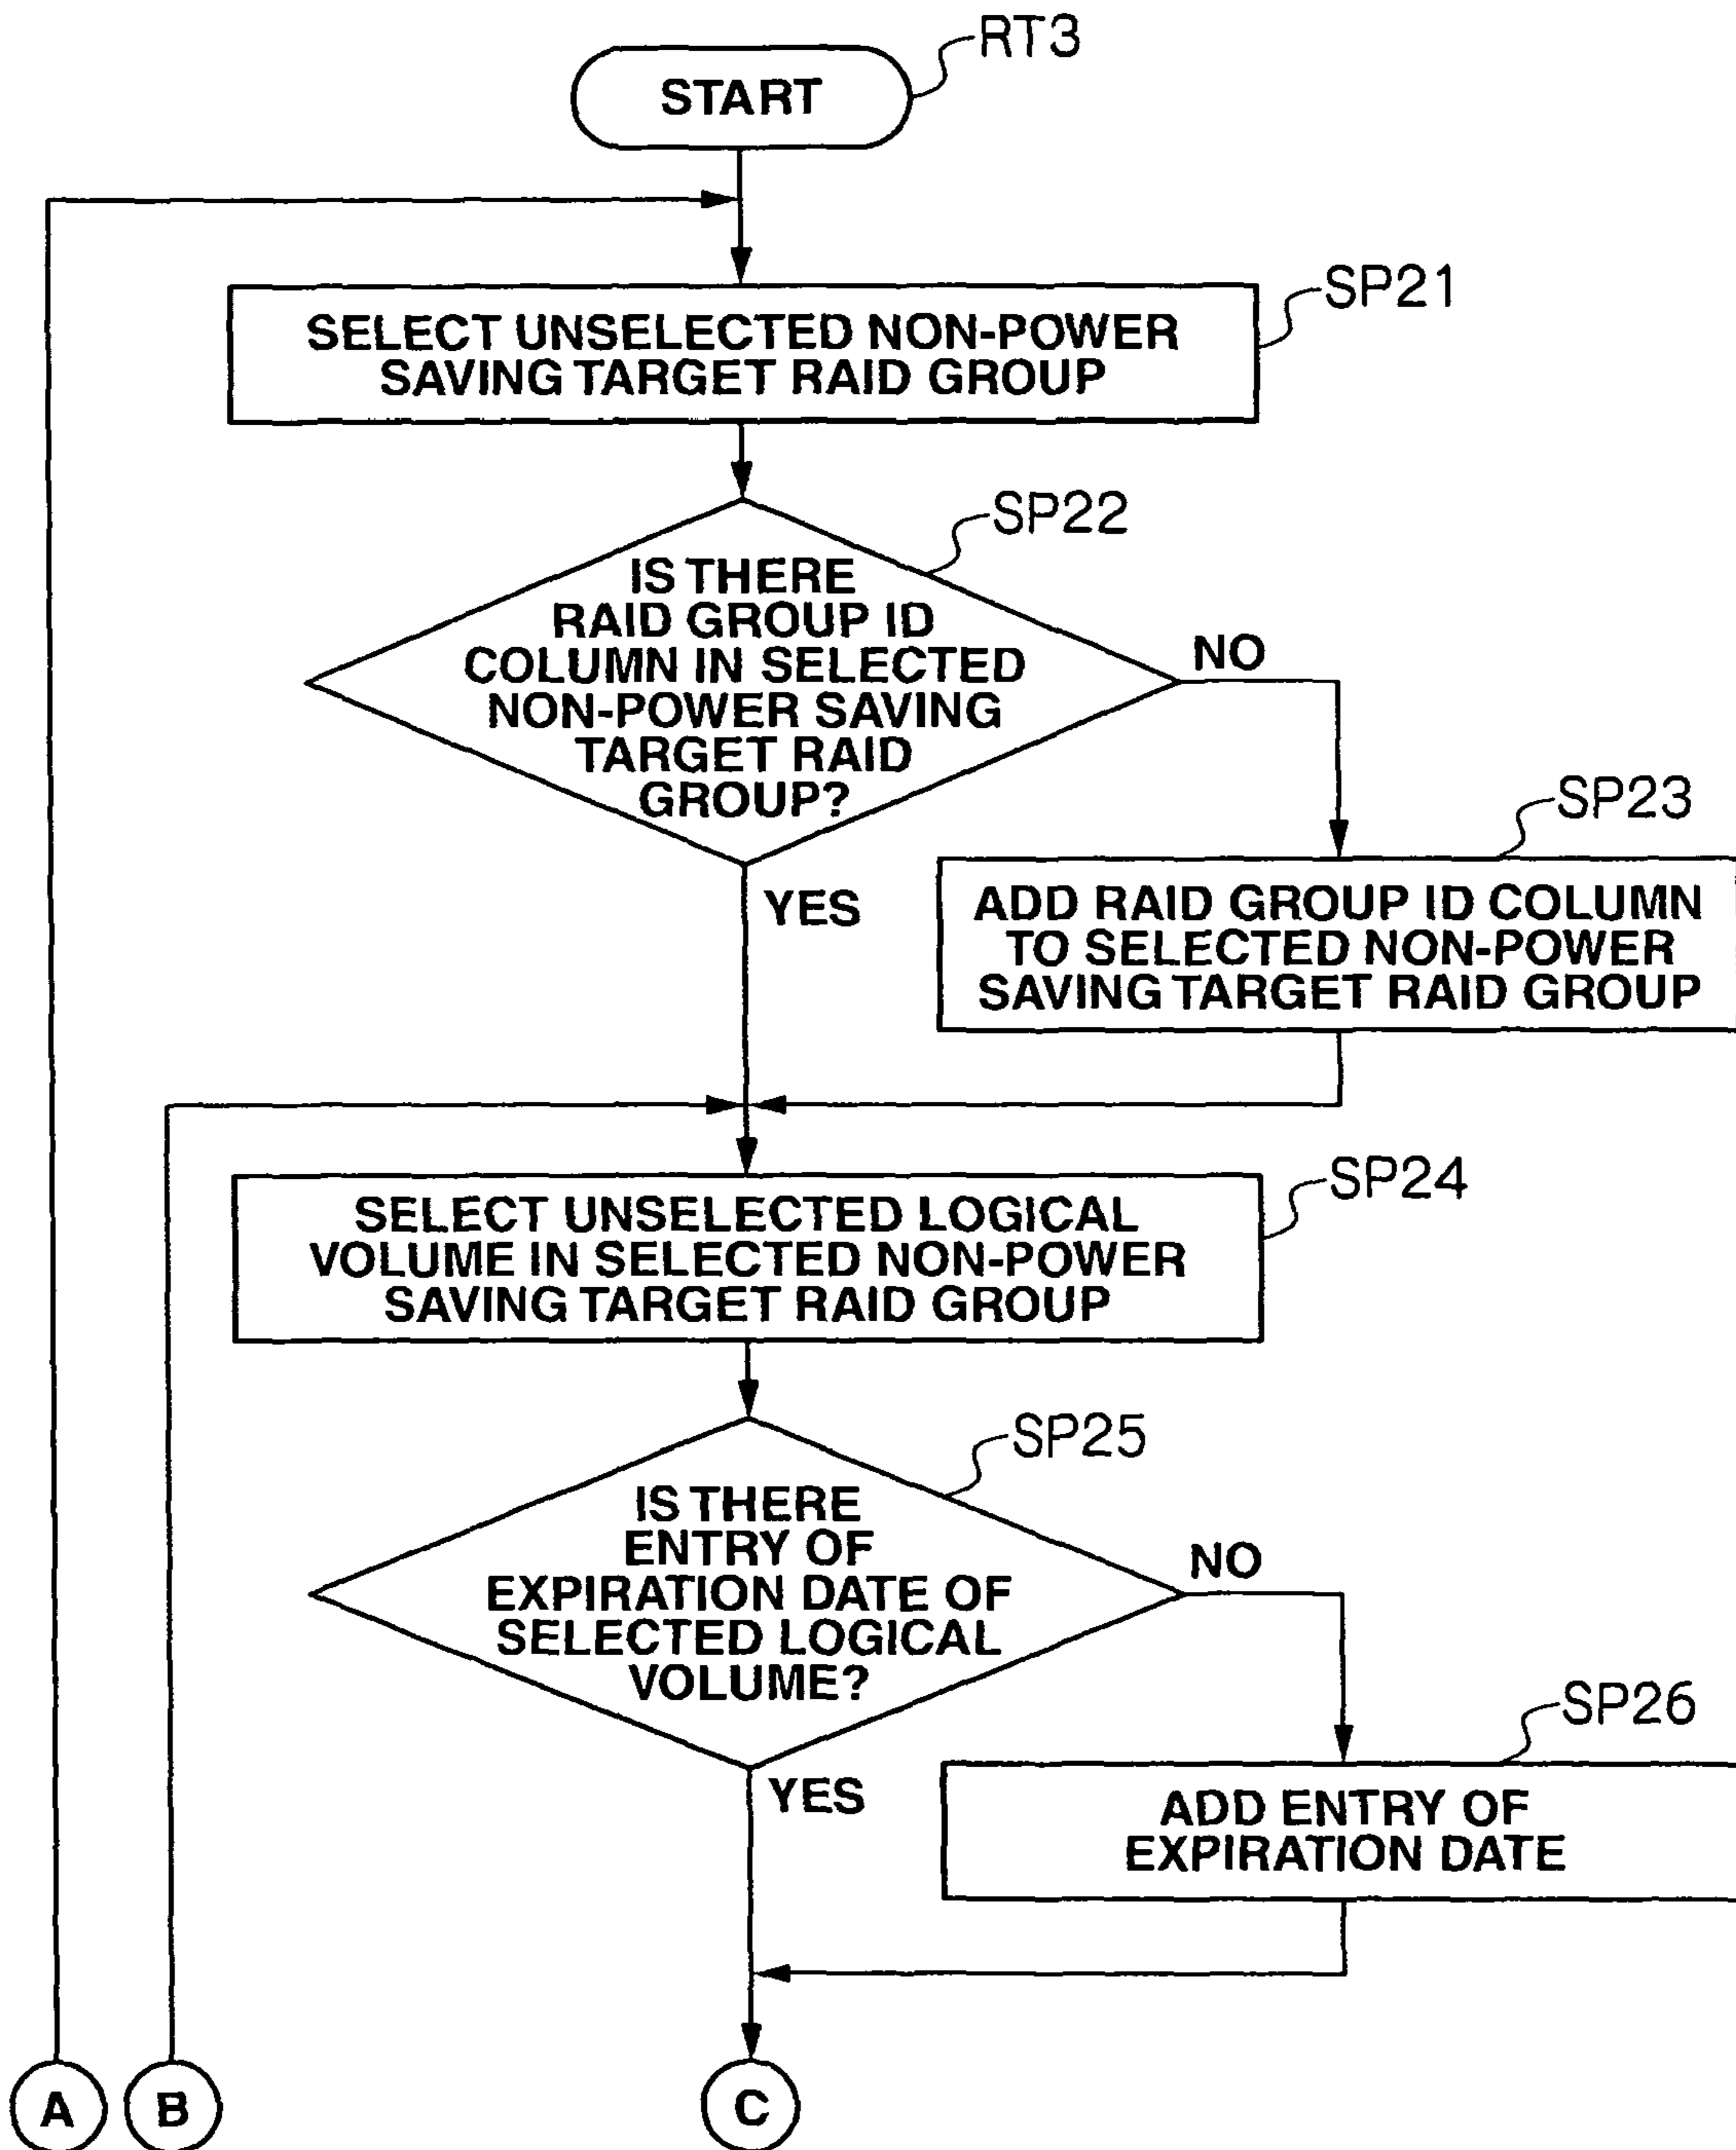 RT3
START
SP21
SELECT UNSELECTED NON-POWER
SAVING TARGET RAID GROUP
SP22
IS THERE
RAID GROUP ID
COLUMN IN SELECTED
NON-POWER SAVING
TARGET RAID
GROUP?
NO
SP23
YES
ADD RAID GROUP ID COLUMN
TO SELECTED NON-POWER
SAVING TARGET RAID GROUP
SP24
SELECT UNSELECTED LOGICAL
VOLUME IN SELECTED NON-POWER
SAVING TARGET RAID GROUP
SP25
IS THERE
ENTRY OF
EXPIRATION DATE OF
SELECTED LOGICAL
VOLUME?
NO
SP26
YES
ADD ENTRY OF
EXPIRATION DATE
A
B
C